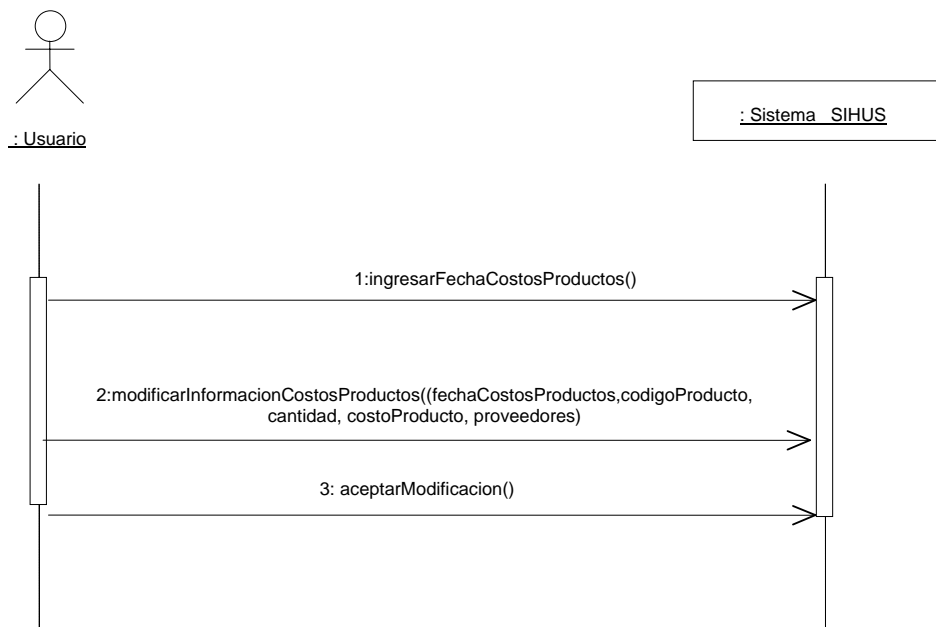 : Usuario
: Sistema SIHUS
1:ingresarFechaCostosProductos()
2:modificarInformacionCostosProductos((fechaCostosProductos,codigoProducto,
cantidad, costoProducto, proveedores)
3: aceptarModificacion()